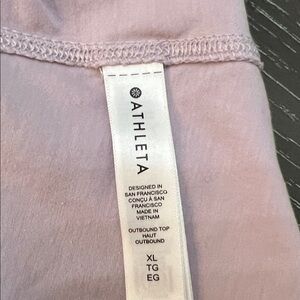 ATHLETA
DESIGNED IN
SAN FRANCISCO
CONÇU À SAN
FRANCISCO
MADE IN
VIETNAM
OUTBOUND TOP
HAUT
OUTBOUND
XL
TG
EG